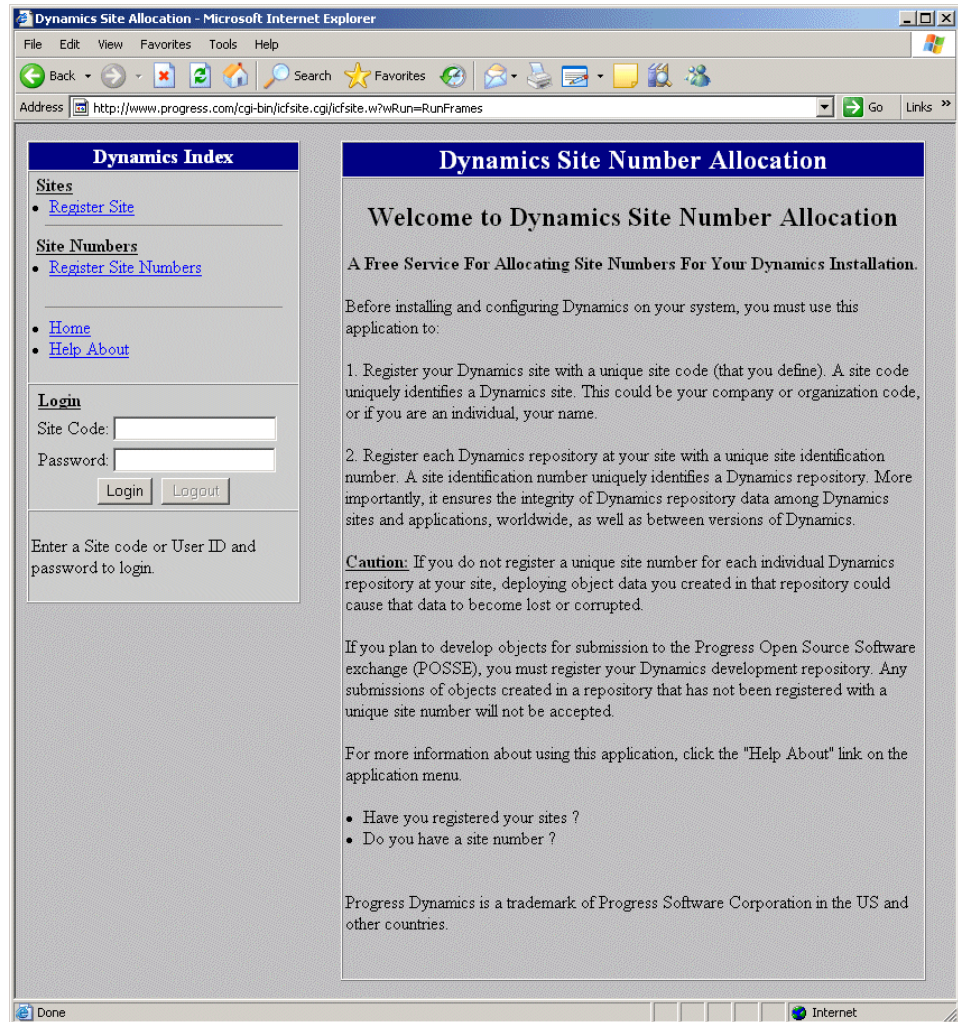 Dynamics Site Allocation - Microsoft Internet Explorer
File Edit View Favorites Tools Help
Back Search Favorites
Address http://www.progress.com/cgi-bin/icfsite.cgi/icfsite.w?wRun=RunFrames Go Links »
Dynamics Index
Sites
• Register Site
Site Numbers
• Register Site Numbers
• Home
• Help About
Login
Site Code:
Password:
Login Logout
Enter a Site code or User ID and
password to login.
Dynamics Site Number Allocation
Welcome to Dynamics Site Number Allocation
A Free Service For Allocating Site Numbers For Your Dynamics Installation.
Before installing and configuring Dynamics on your system, you must use this
application to:
1. Register your Dynamics site with a unique site code (that you define). A site code
uniquely identifies a Dynamics site. This could be your company or organization code,
or if you are an individual, your name.
2. Register each Dynamics repository at your site with a unique site identification
number. A site identification number uniquely identifies a Dynamics repository. More
importantly, it ensures the integrity of Dynamics repository data among Dynamics
sites and applications, worldwide, as well as between versions of Dynamics.
Caution: If you do not register a unique site number for each individual Dynamics
repository at your site, deploying object data you created in that repository could
cause that data to become lost or corrupted.
If you plan to develop objects for submission to the Progress Open Source Software
exchange (POSSE), you must register your Dynamics development repository. Any
submissions of objects created in a repository that has not been registered with a
unique site number will not be accepted.
For more information about using this application, click the "Help About" link on the
application menu.
• Have you registered your sites ?
• Do you have a site number ?
Progress Dynamics is a trademark of Progress Software Corporation in the US and
other countries.
Done Internet